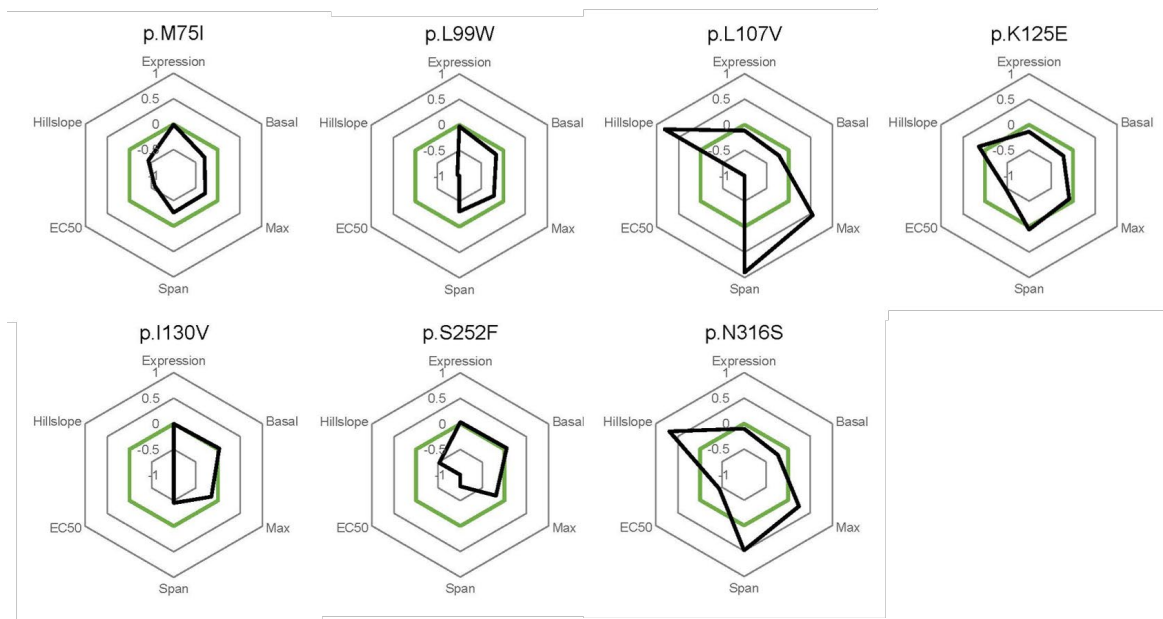 p.M75I
Expression
1
0.5
0
-0.5
-1
Hillslope
Basal
EC50
Max
Span
p.L99W
Expression
1
0.5
0
-0.5
-1
Hillslope
Basal
EC50
Max
Span
p.L107V
Expression
1
0.5
0
-0.5
-1
Hillslope
Basal
EC50
Max
Span
p.K125E
Expression
1
0.5
0
-0.5
-1
Hillslope
Basal
EC50
Max
Span
p.I130V
Expression
1
0.5
0
-0.5
-1
Hillslope
Basal
EC50
Max
Span
p.S252F
Expression
1
0.5
0
-0.5
-1
Hillslope
Basal
EC50
Max
Span
p.N316S
Expression
1
0.5
0
-0.5
-1
Hillslope
Basal
EC50
Max
Span